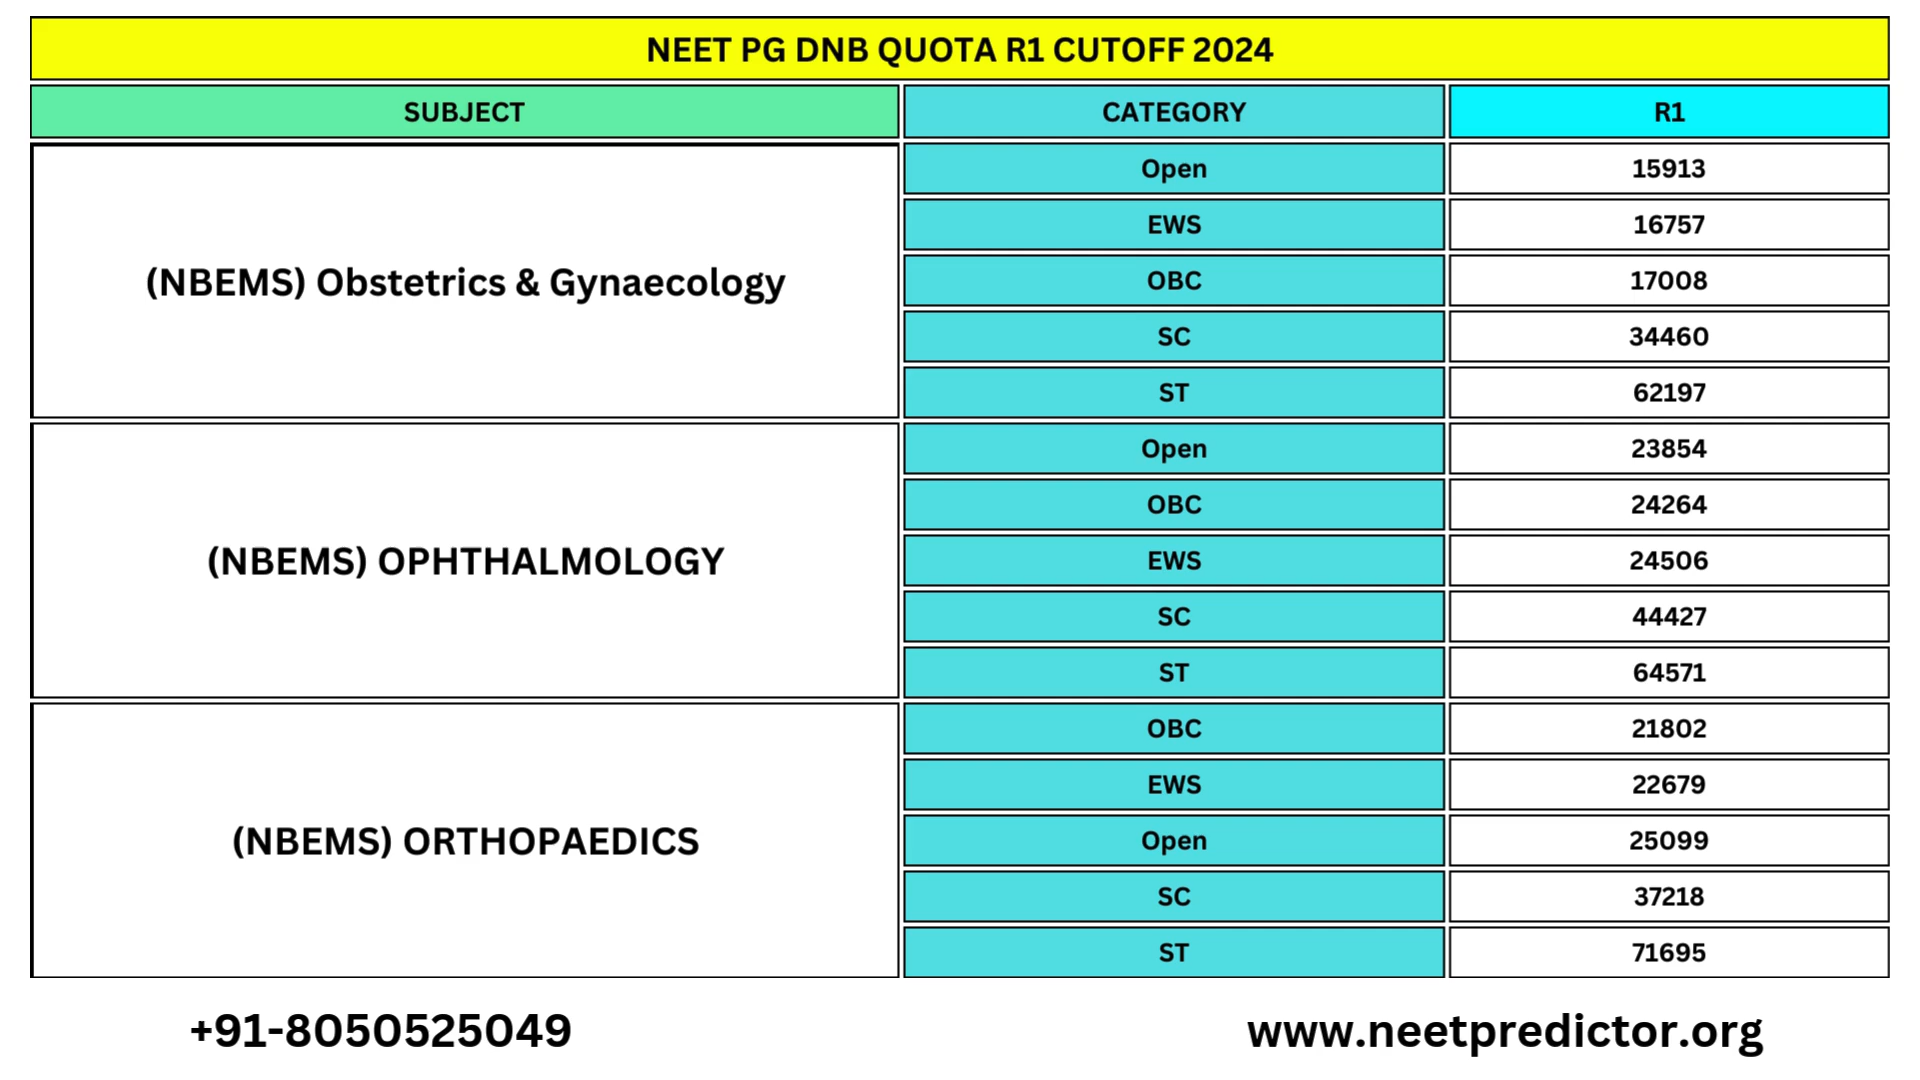 NEET PG DNB QUOTA R1 CUTOFF 2024
SUBJECT CATEGORY R1
(NBEMS) Obstetrics & Gynaecology
Open 15913
EWS 16757
OBC 17008
SC 34460
ST 62197
(NBEMS) OPHTHALMOLOGY
Open 23854
OBC 24264
EWS 24506
SC 44427
ST 64571
(NBEMS) ORTHOPAEDICS
OBC 21802
EWS 22679
Open 25099
SC 37218
ST 71695
+91-8050525049 www.neetpredictor.org